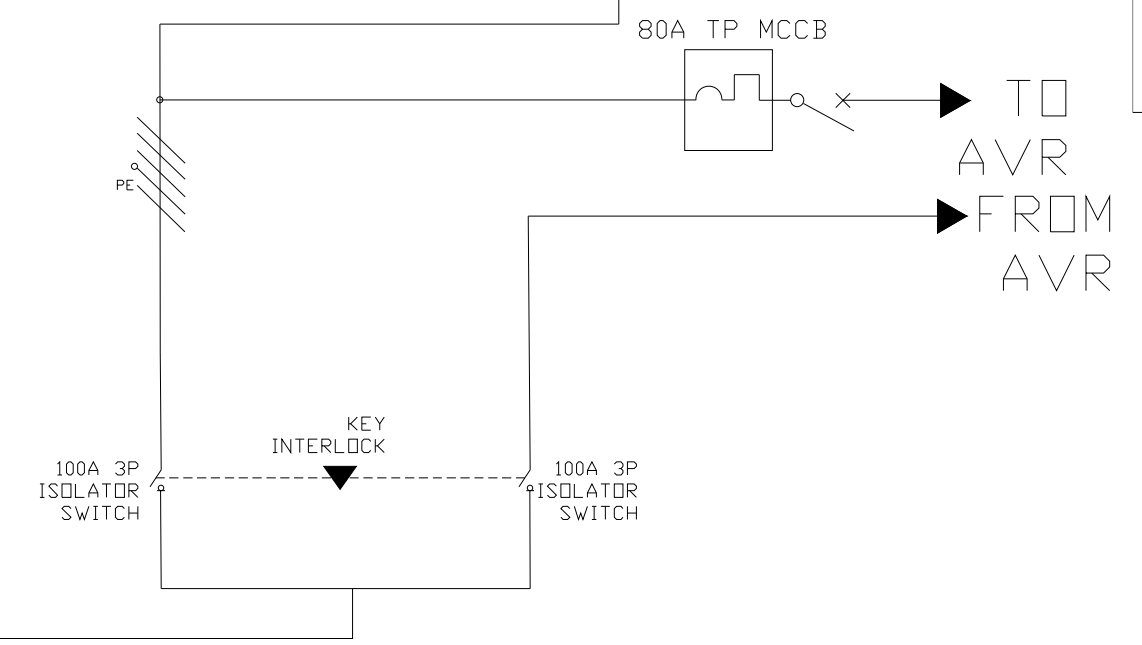 80A TP MCCB
TO
AVR
PE
FROM
AVR
KEY
INTERLOCK
100A 3P
ISOLATOR
SWITCH
100A 3P
ISOLATOR
SWITCH